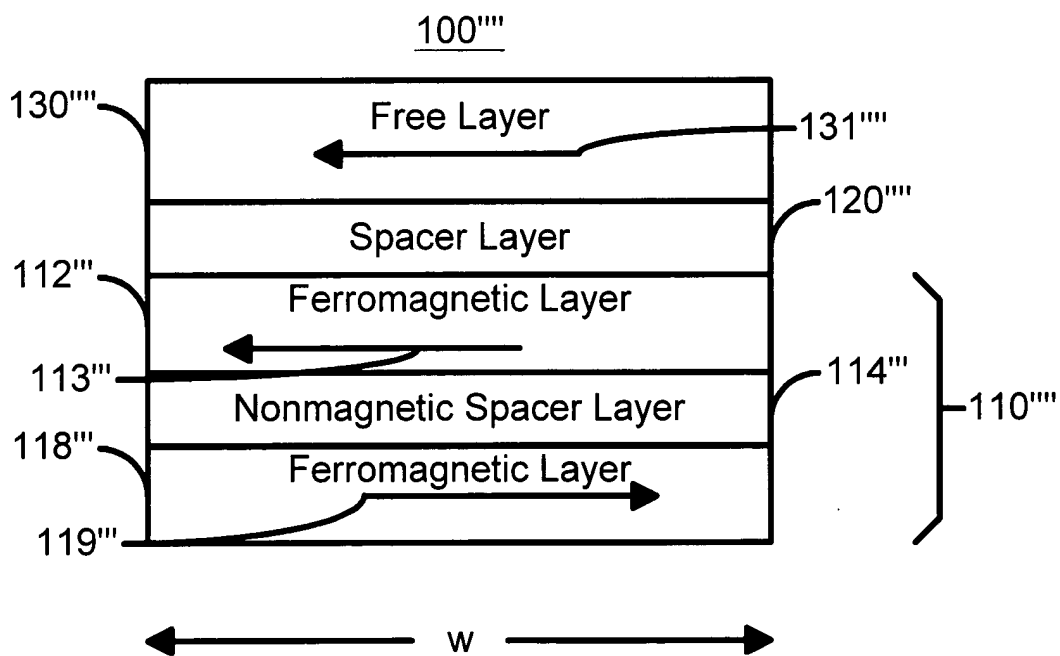 100""
130""
Free Layer
131""
120""
Spacer Layer
112'''
Ferromagnetic Layer
113'''
114'''
Nonmagnetic Spacer Layer
110""
118'''
Ferromagnetic Layer
119'''
w